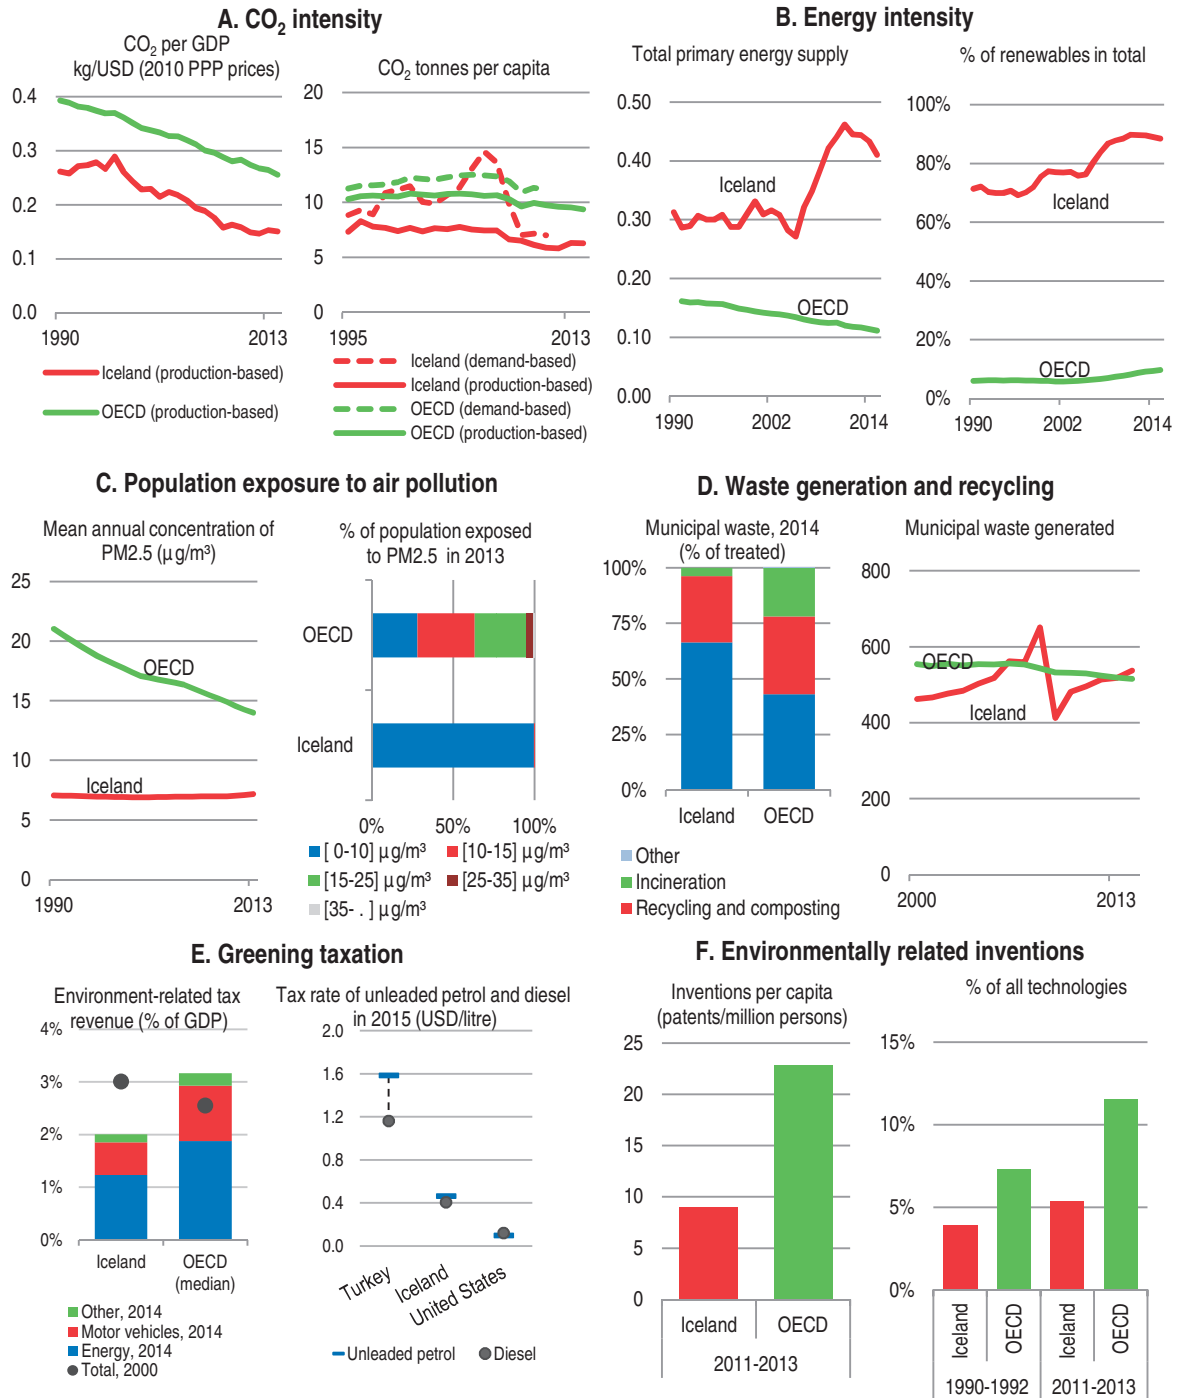 A. CO₂ intensity
CO₂ per GDP
kg/USD (2010 PPP prices)
0.4
0.3
0.2
0.1
0.0
1990
2013
Iceland (production-based)
OECD (production-based)
CO₂ tonnes per capita
20
15
10
5
0
1995
2013
Iceland (demand-based)
Iceland (production-based)
OECD (demand-based)
OECD (production-based)
B. Energy intensity
Total primary energy supply
0.50
0.40
0.30
0.20
0.10
0.00
Iceland
OECD
1990
2002
2014
% of renewables in total
100%
80%
60%
40%
20%
0%
Iceland
OECD
1990
2002
2014
C. Population exposure to air pollution
Mean annual concentration of
PM2.5 (µg/m³)
25
20
15
10
5
0
OECD
Iceland
1990
2013
% of population exposed
to PM2.5 in 2013
OECD
Iceland
0%
50%
100%
[ 0-10] µg/m³
[10-15] µg/m³
[15-25] µg/m³
[25-35] µg/m³
[35- . ] µg/m³
D. Waste generation and recycling
Municipal waste, 2014
(% of treated)
100%
75%
50%
25%
0%
Iceland
OECD
Other
Incineration
Recycling and composting
Municipal waste generated
800
600
400
200
0
OECD
Iceland
2000
2013
E. Greening taxation
Environment-related tax
revenue (% of GDP)
4%
3%
2%
1%
0%
Iceland
OECD
(median)
Other, 2014
Motor vehicles, 2014
Energy, 2014
Total, 2000
Tax rate of unleaded petrol and diesel
in 2015 (USD/litre)
2.0
1.6
1.2
0.8
0.4
0.0
Turkey
Iceland
United States
Unleaded petrol
Diesel
F. Environmentally related inventions
Inventions per capita
(patents/million persons)
25
20
15
10
5
0
Iceland
OECD
2011-2013
% of all technologies
15%
10%
5%
0%
Iceland
OECD
Iceland
OECD
1990-1992
2011-2013